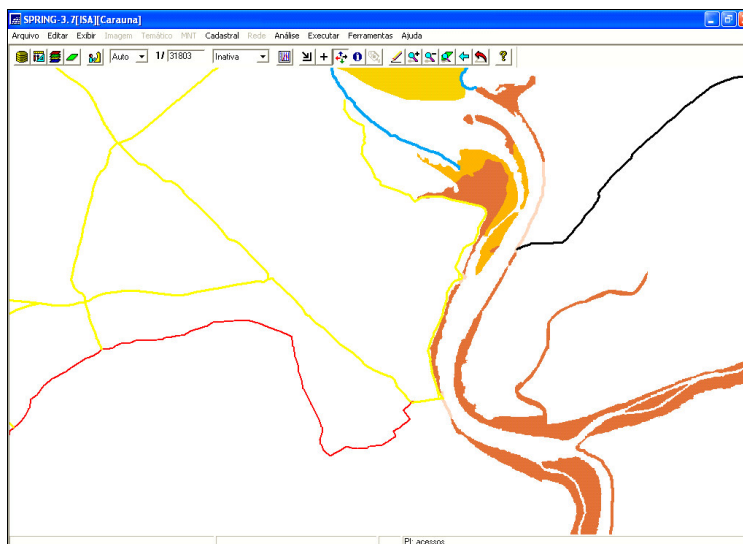 SPRING-3.7[ISA][Carauna]
Arquivo Editar Exibir Imagem Temático MNT Cadastral Rede Análise Executar Ferramentas Ajuda
Auto 1/ 31803 Inativa
PI: acessos